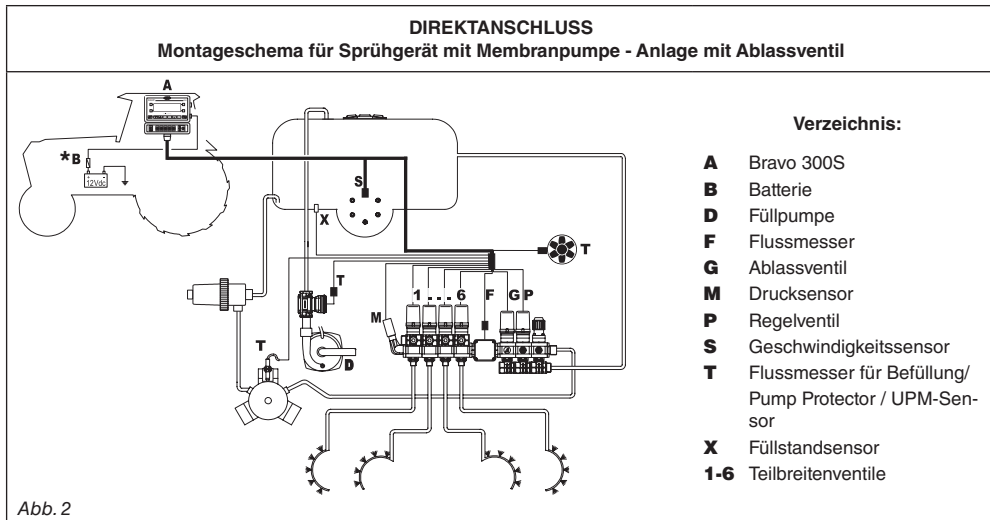 DIREKTANSCHLUSS
Montageschema für Sprühgerät mit Membranpumpe - Anlage mit Ablassventil
A
*B
12Vdc
S
X
T
T
1 - - - 6
F
G P
M
D
T
Verzeichnis:
A Bravo 300S
B Batterie
D Füllpumpe
F Flussmesser
G Ablassventil
M Drucksensor
P Regelventil
S Geschwindigkeitssensor
T Flussmesser für Befüllung/
Pump Protector / UPM-Sen-
sor
X Füllstandsensor
1-6 Teilbreitenventile
Abb. 2